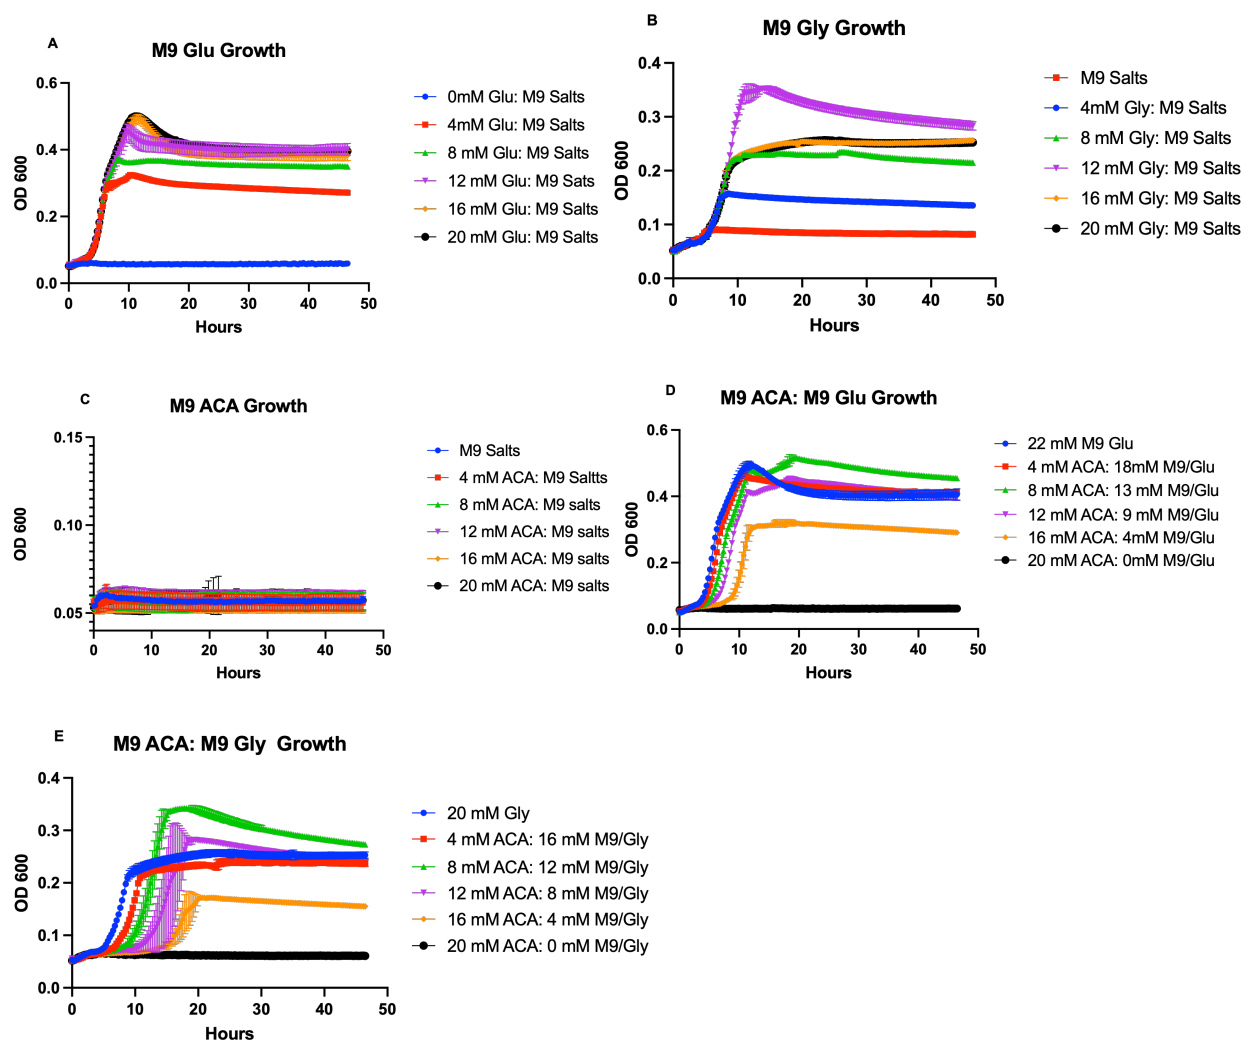 A
M9 Glu Growth
OD 600
0.6
0.4
0.2
0.0
0 10 20 30 40 50
Hours
0mM Glu: M9 Salts
4mM Glu: M9 Salts
8 mM Glu: M9 Salts
12 mM Glu: M9 Sats
16 mM Glu: M9 Salts
20 mM Glu: M9 Salts
B
M9 Gly Growth
OD 600
0.4
0.3
0.2
0.1
0.0
0 10 20 30 40 50
Hours
M9 Salts
4mM Gly: M9 Salts
8 mM Gly: M9 Salts
12 mM Gly: M9 Salts
16 mM Gly: M9 Salts
20 mM Gly: M9 Salts
C
M9 ACA Growth
OD 600
0.15
0.10
0.05
0 10 20 30 40 50
Hours
M9 Salts
4 mM ACA: M9 Saltts
8 mM ACA: M9 salts
12 mM ACA: M9 salts
16 mM ACA: M9 salts
20 mM ACA: M9 salts
D
M9 ACA: M9 Glu Growth
OD 600
0.6
0.4
0.2
0.0
0 10 20 30 40 50
Hours
22 mM M9 Glu
4 mM ACA: 18mM M9/Glu
8 mM ACA: 13 mM M9/Glu
12 mM ACA: 9 mM M9/Glu
16 mM ACA: 4mM M9/Glu
20 mM ACA: 0mM M9/Glu
E
M9 ACA: M9 Gly Growth
OD 600
0.4
0.3
0.2
0.1
0.0
0 10 20 30 40 50
Hours
20 mM Gly
4 mM ACA: 16 mM M9/Gly
8 mM ACA: 12 mM M9/Gly
12 mM ACA: 8 mM M9/Gly
16 mM ACA: 4 mM M9/Gly
20 mM ACA: 0 mM M9/Gly